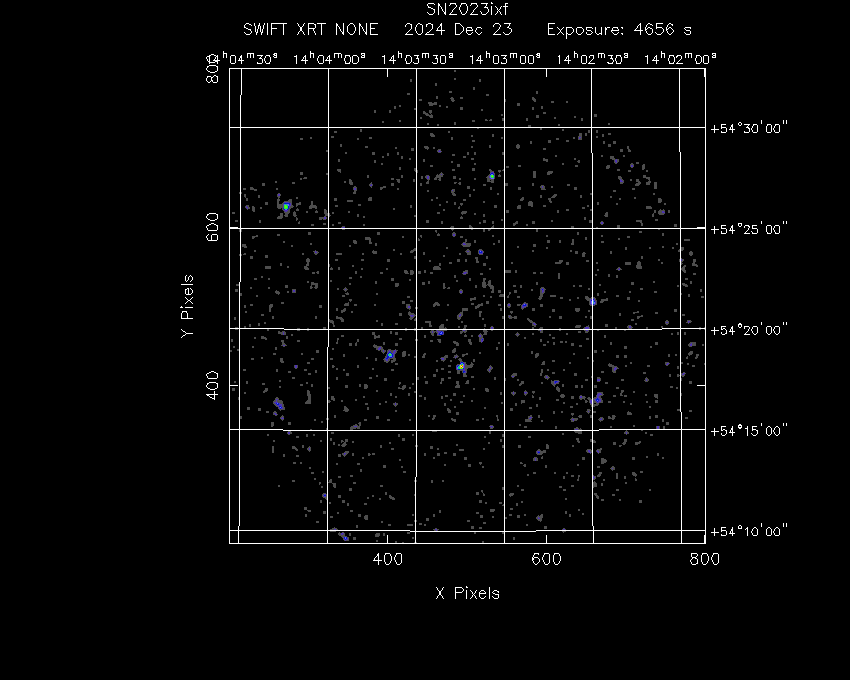 SN2023ixf
SWIFT XRT NONE 2024 Dec 23 Exposure: 4656 s
14ʰ04ᵐ30ˢ 14ʰ04ᵐ00ˢ 14ʰ03ᵐ30ˢ 14ʰ03ᵐ00ˢ 14ʰ02ᵐ30ˢ 14ʰ02ᵐ00ˢ
800
+54°30'00"
600
+54°25'00"
Y Pixels
+54°20'00"
400
+54°15'00"
+54°10'00"
400 600 800
X Pixels